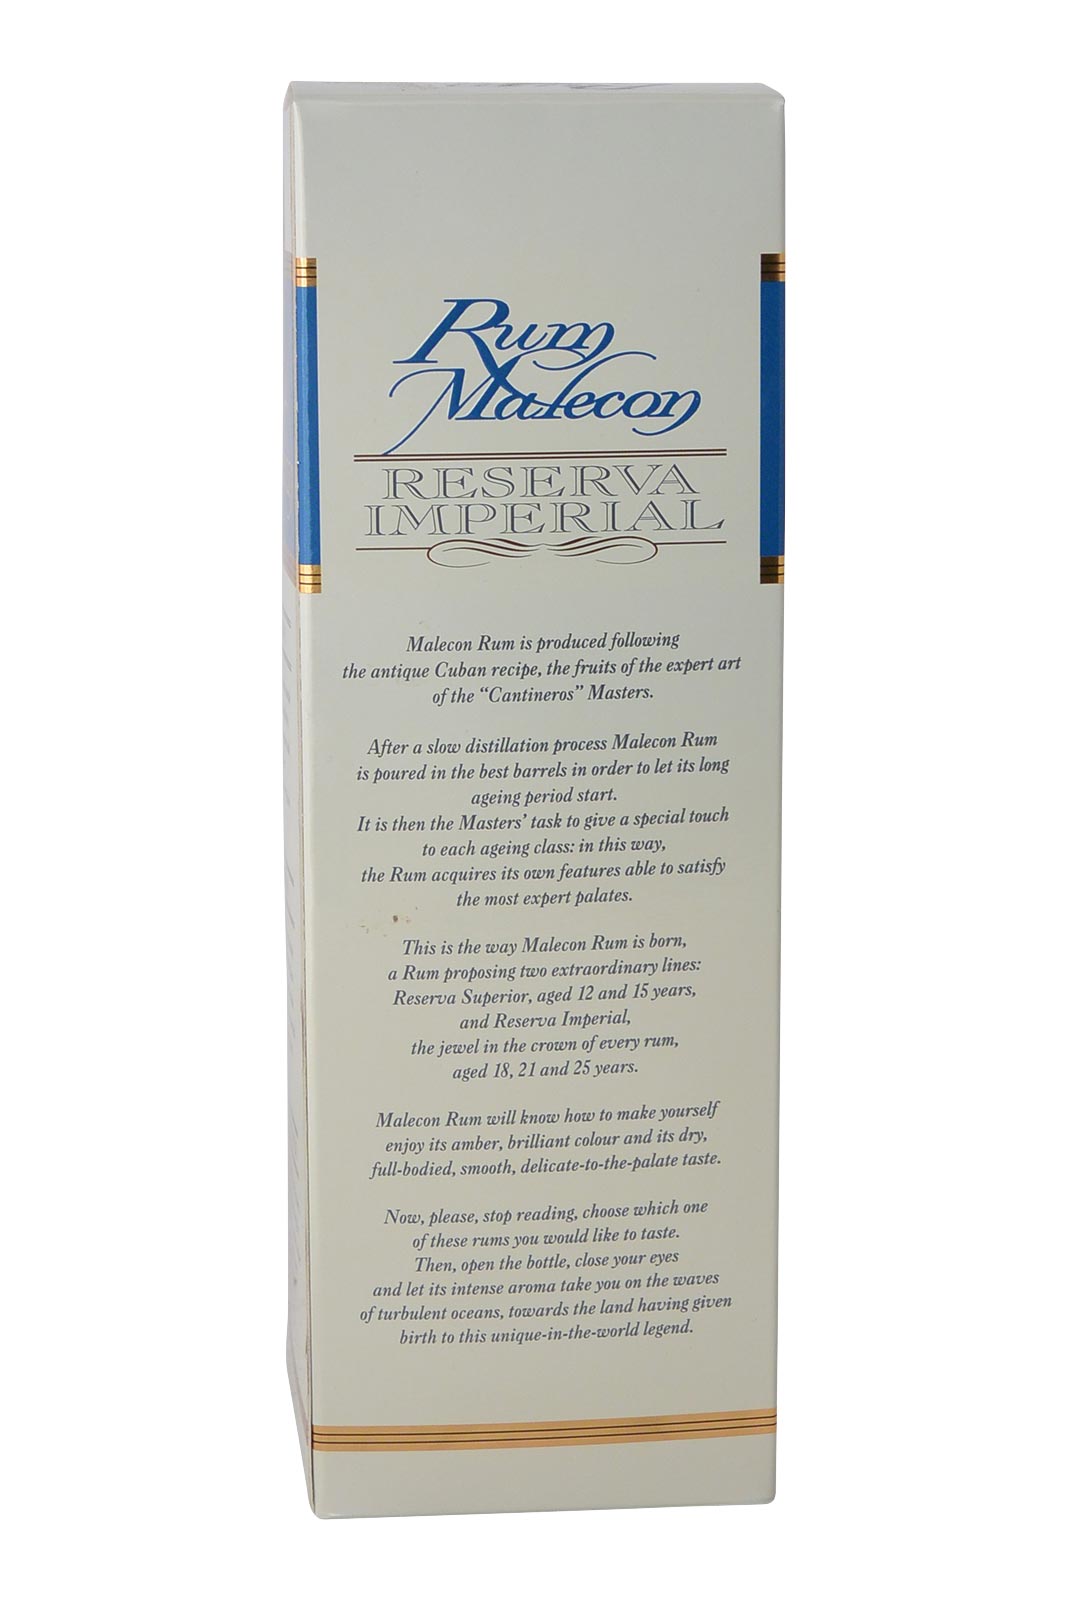 Rum
Malecon
RESERVA
IMPERIAL
Malecon Rum is produced following
the antique Cuban recipe, the fruits of the expert art
of the “Cantineros” Masters.
After a slow distillation process Malecon Rum
is poured in the best barrels in order to let its long
ageing period start.
It is then the Masters’ task to give a special touch
to each ageing class: in this way,
the Rum acquires its own features able to satisfy
the most expert palates.
This is the way Malecon Rum is born,
a Rum proposing two extraordinary lines:
Reserva Superior, aged 12 and 15 years,
and Reserva Imperial,
the jewel in the crown of every rum,
aged 18, 21 and 25 years.
Malecon Rum will know how to make yourself
enjoy its amber, brilliant colour and its dry,
full-bodied, smooth, delicate-to-the-palate taste.
Now, please, stop reading, choose which one
of these rums you would like to taste.
Then, open the bottle, close your eyes
and let its intense aroma take you on the waves
of turbulent oceans, towards the land having given
birth to this unique-in-the-world legend.